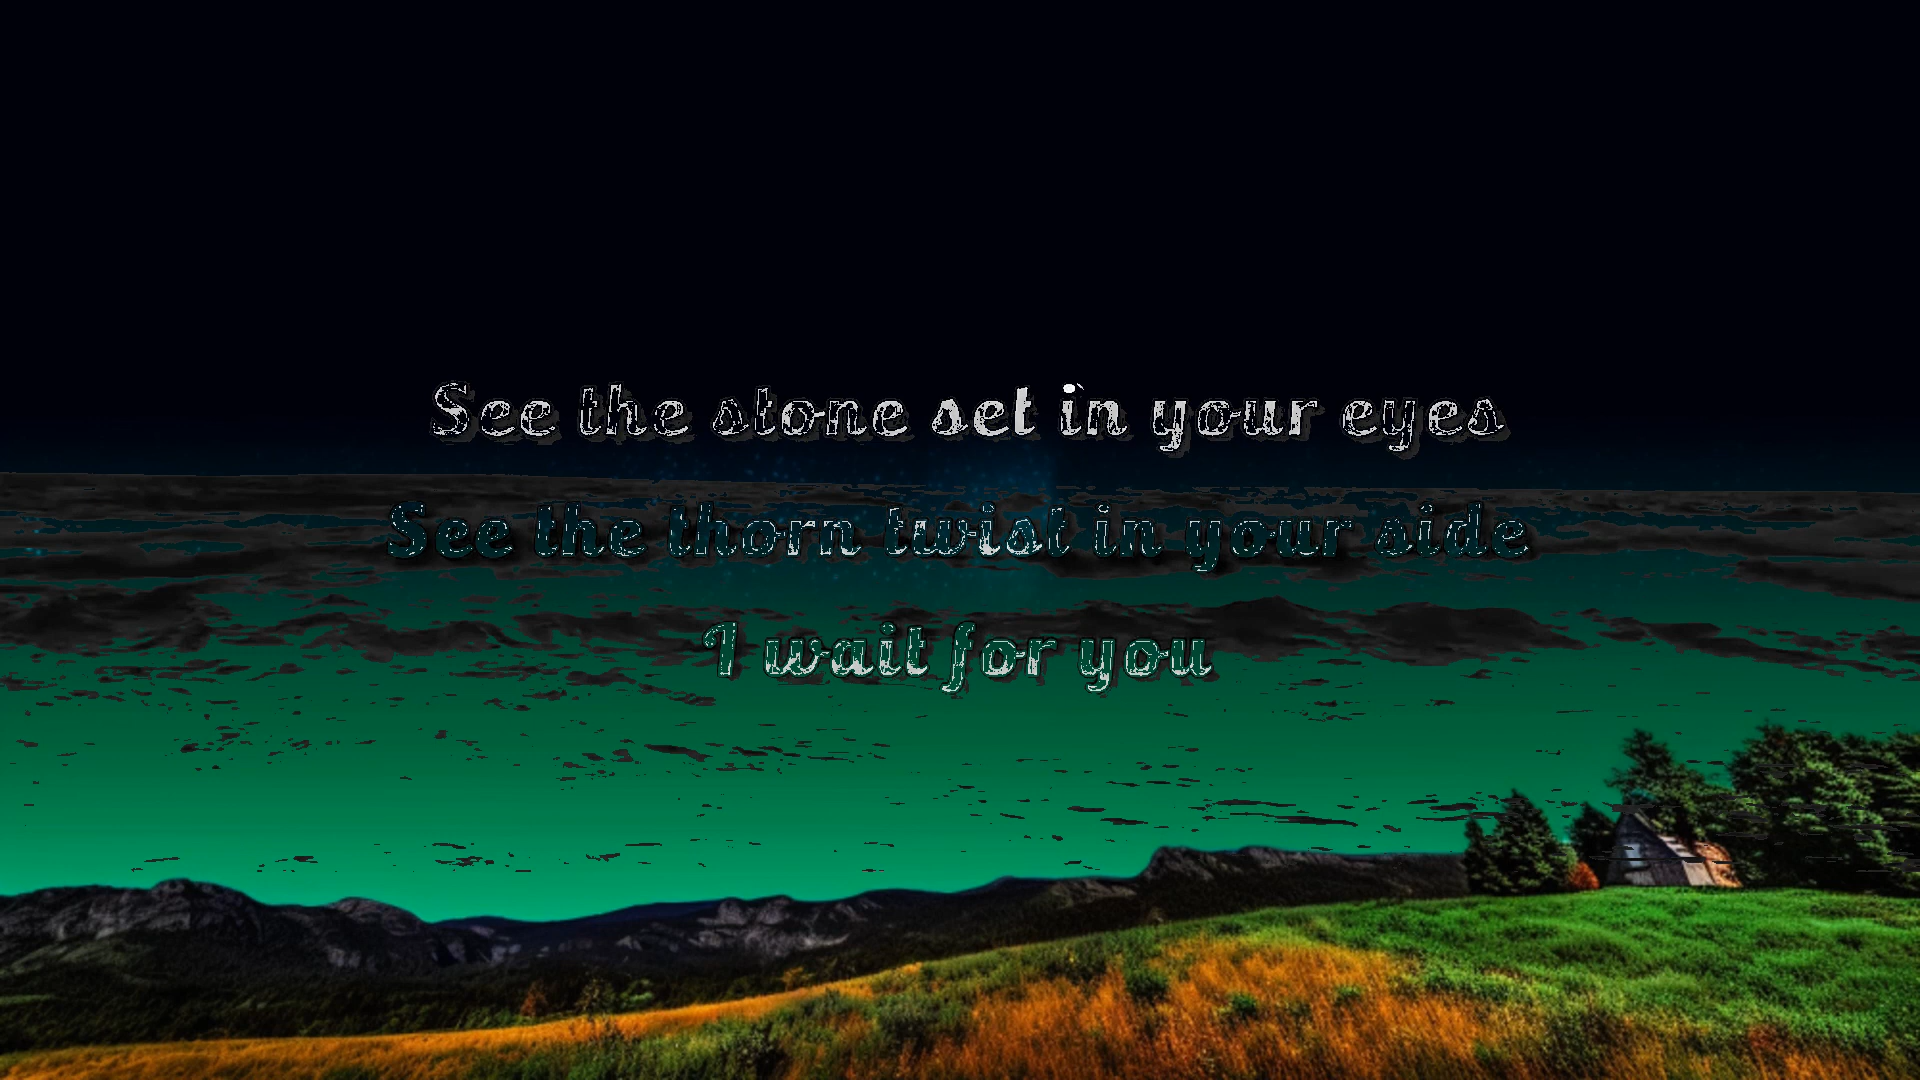 See the stone set in your eyes
See the thorn twist in your side
I wait for you